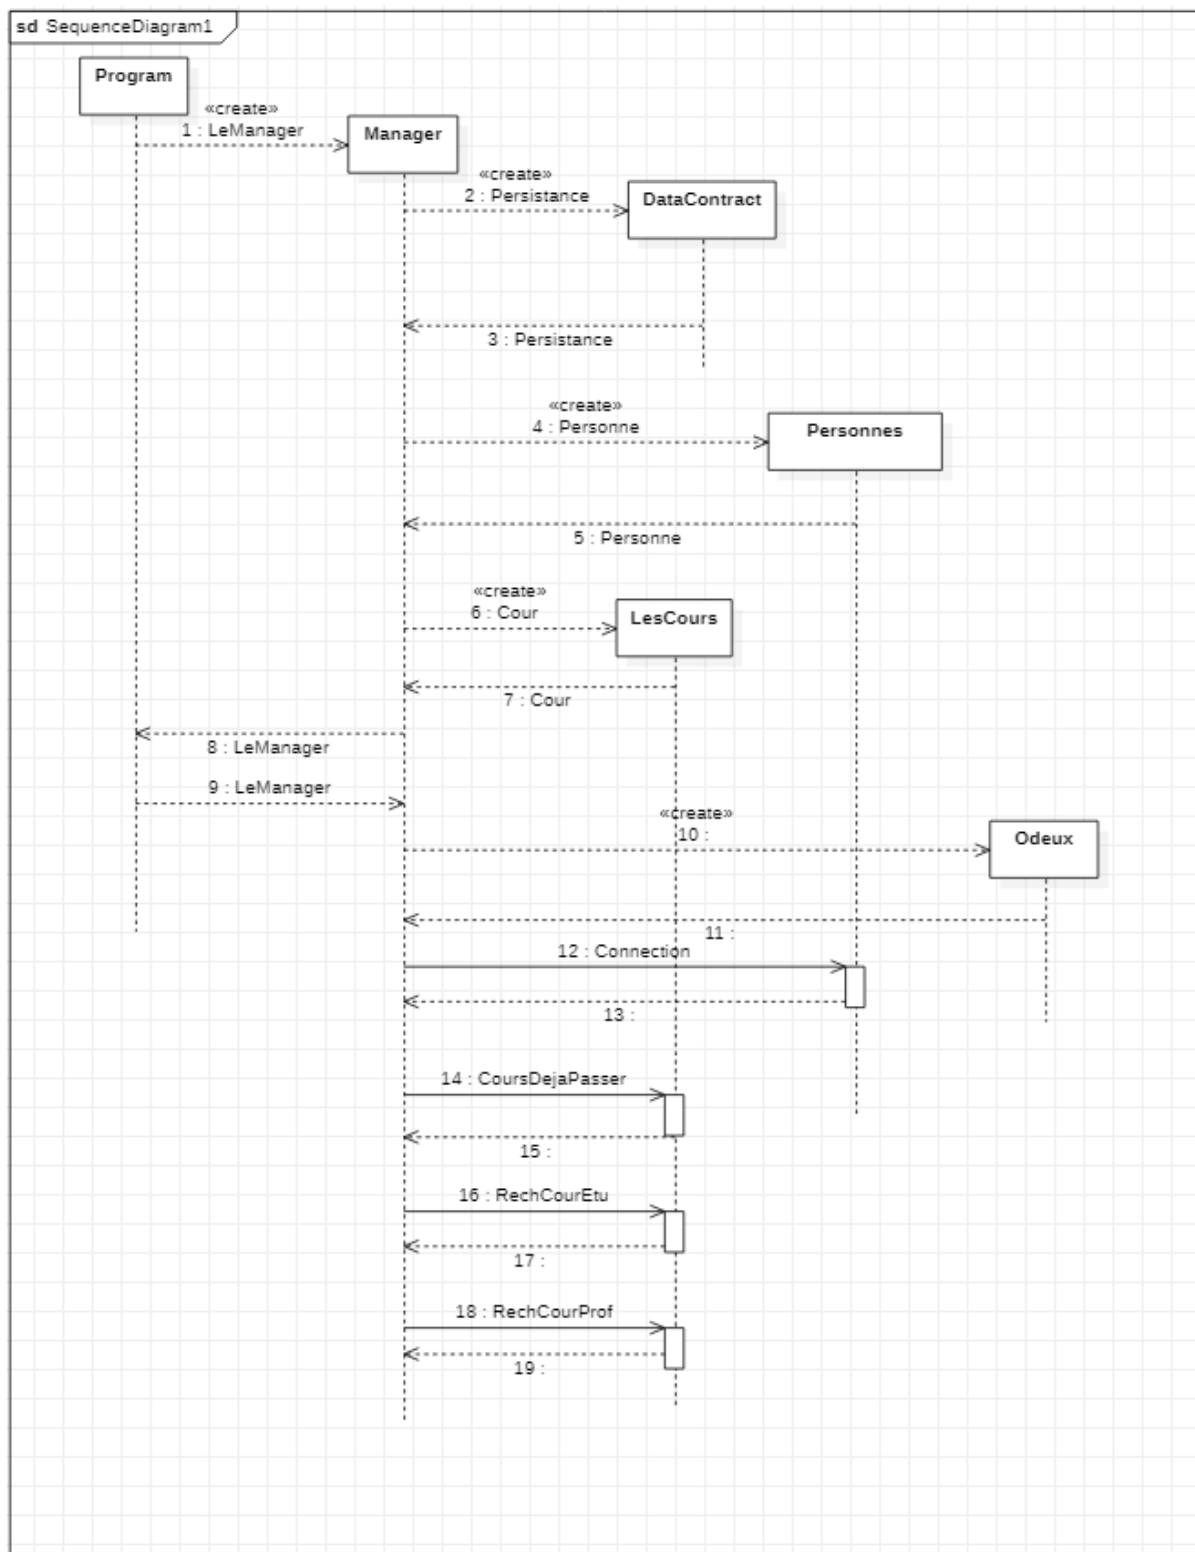 sd SequenceDiagram1
Program
«create»
1 : LeManager
Manager
«create»
2 : Persistance
DataContract
3 : Persistance
«create»
4 : Personne
Personnes
5 : Personne
«create»
6 : Cour
LesCours
7 : Cour
8 : LeManager
9 : LeManager
«create»
10 :
Odeux
11 :
12 : Connection
13 :
14 : CoursDejaPasser
15 :
16 : RechCourEtu
17 :
18 : RechCourProf
19 :